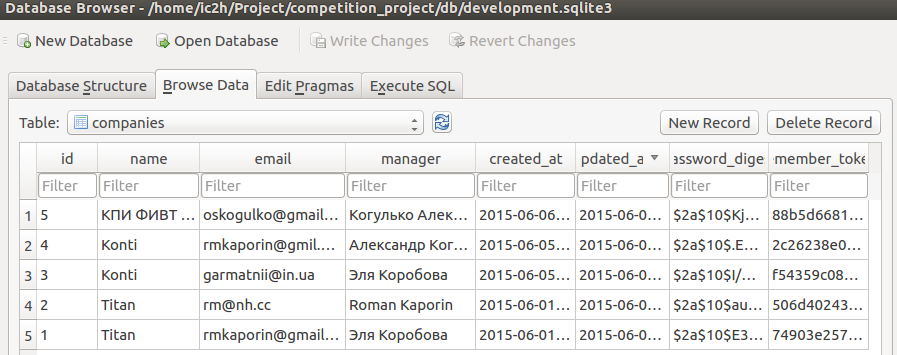 Database Browser - /home/ic2h/Project/competition_project/db/development.sqlite3
New Database Open Database Write Changes Revert Changes
Database Structure Browse Data Edit Pragmas Execute SQL
Table: companies New Record Delete Record
id name email manager created_at pdated_a assword_diges member_toke
Filter Filter Filter Filter Filter Filter Filter Filter
1 5 КПИ ФИВТ ... oskogulko@gmail... Когулько Алек... 2015-06-06... 2015-06-0... $2a$10$Kj... 88b5d6681...
2 4 Konti rmkaporin@gmil.... Александр Ког... 2015-06-05... 2015-06-0... $2a$10$.E... 2c26238e0...
3 3 Konti garmatnii@in.ua Эля Коробова 2015-06-05... 2015-06-0... $2a$10$I/... f54359c08...
4 2 Titan rm@nh.cc Roman Kaporin 2015-06-01... 2015-06-0... $2a$10$au... 506d40243...
5 1 Titan rmkaporin@gmail... Эля Коробова 2015-06-01... 2015-06-0... $2a$10$E3... 74903e257...